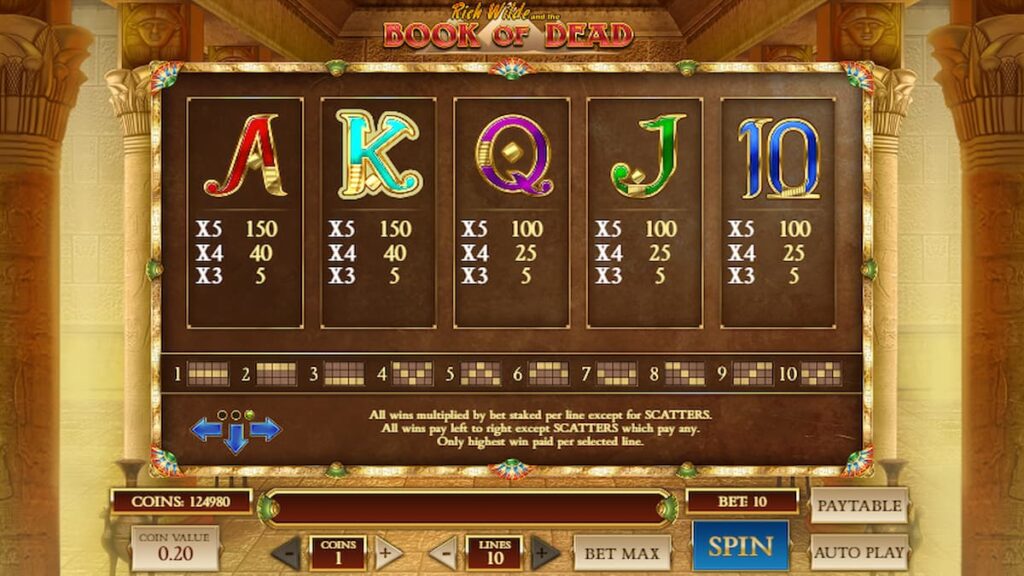 Rich Wilde and the
BOOK OF DEAD
A K Q J 10
X5 150 X5 150 X5 100 X5 100 X5 100
X4 40 X4 40 X4 25 X4 25 X4 25
X3 5 X3 5 X3 5 X3 5 X3 5
1 2 3 4 5 6 7 8 9 10
All wins multiplied by bet staked per line except for SCATTERS.
All wins pay left to right except SCATTERS which pay any.
Only highest win paid per selected line.
COINS: 124980 BET: 10 PAYTABLE
COIN VALUE COINS LINES
0.20 - 1 + - 10 + BET MAX SPIN AUTO PLAY